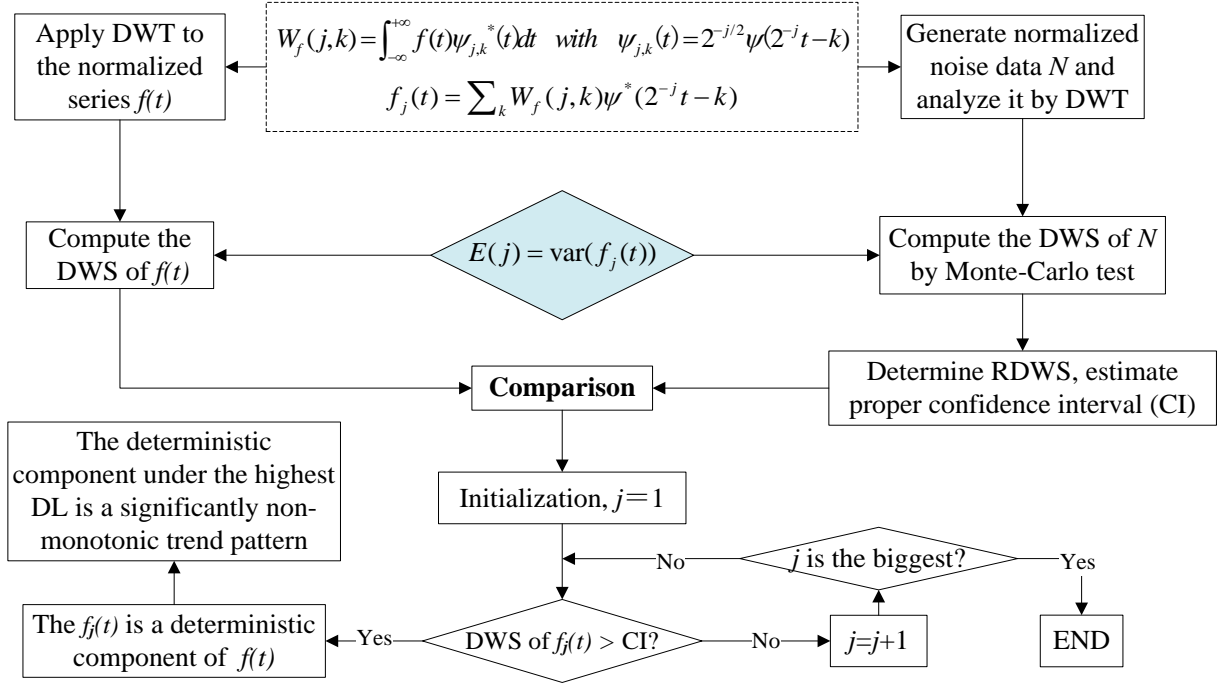 Apply DWT to
the normalized
series f(t)
W_f(j,k)=∫_{-∞}^{+∞} f(t)ψ_{j,k}^*(t)dt with ψ_{j,k}(t)=2^{-j/2}ψ(2^{-j}t−k)
f_j(t)=∑_k W_f(j,k)ψ^*(2^{-j}t−k)
Generate normalized
noise data N and
analyze it by DWT
Compute the
DWS of f(t)
E(j)=var(f_j(t))
Compute the DWS of N
by Monte-Carlo test
Comparison
Determine RDWS, estimate
proper confidence interval (CI)
The deterministic
component under the highest
DL is a significantly non-
monotonic trend pattern
Initialization, j=1
No
j is the biggest?
Yes
The f_j(t) is a deterministic
component of f(t)
Yes
DWS of f_j(t) > CI?
No
j=j+1
END